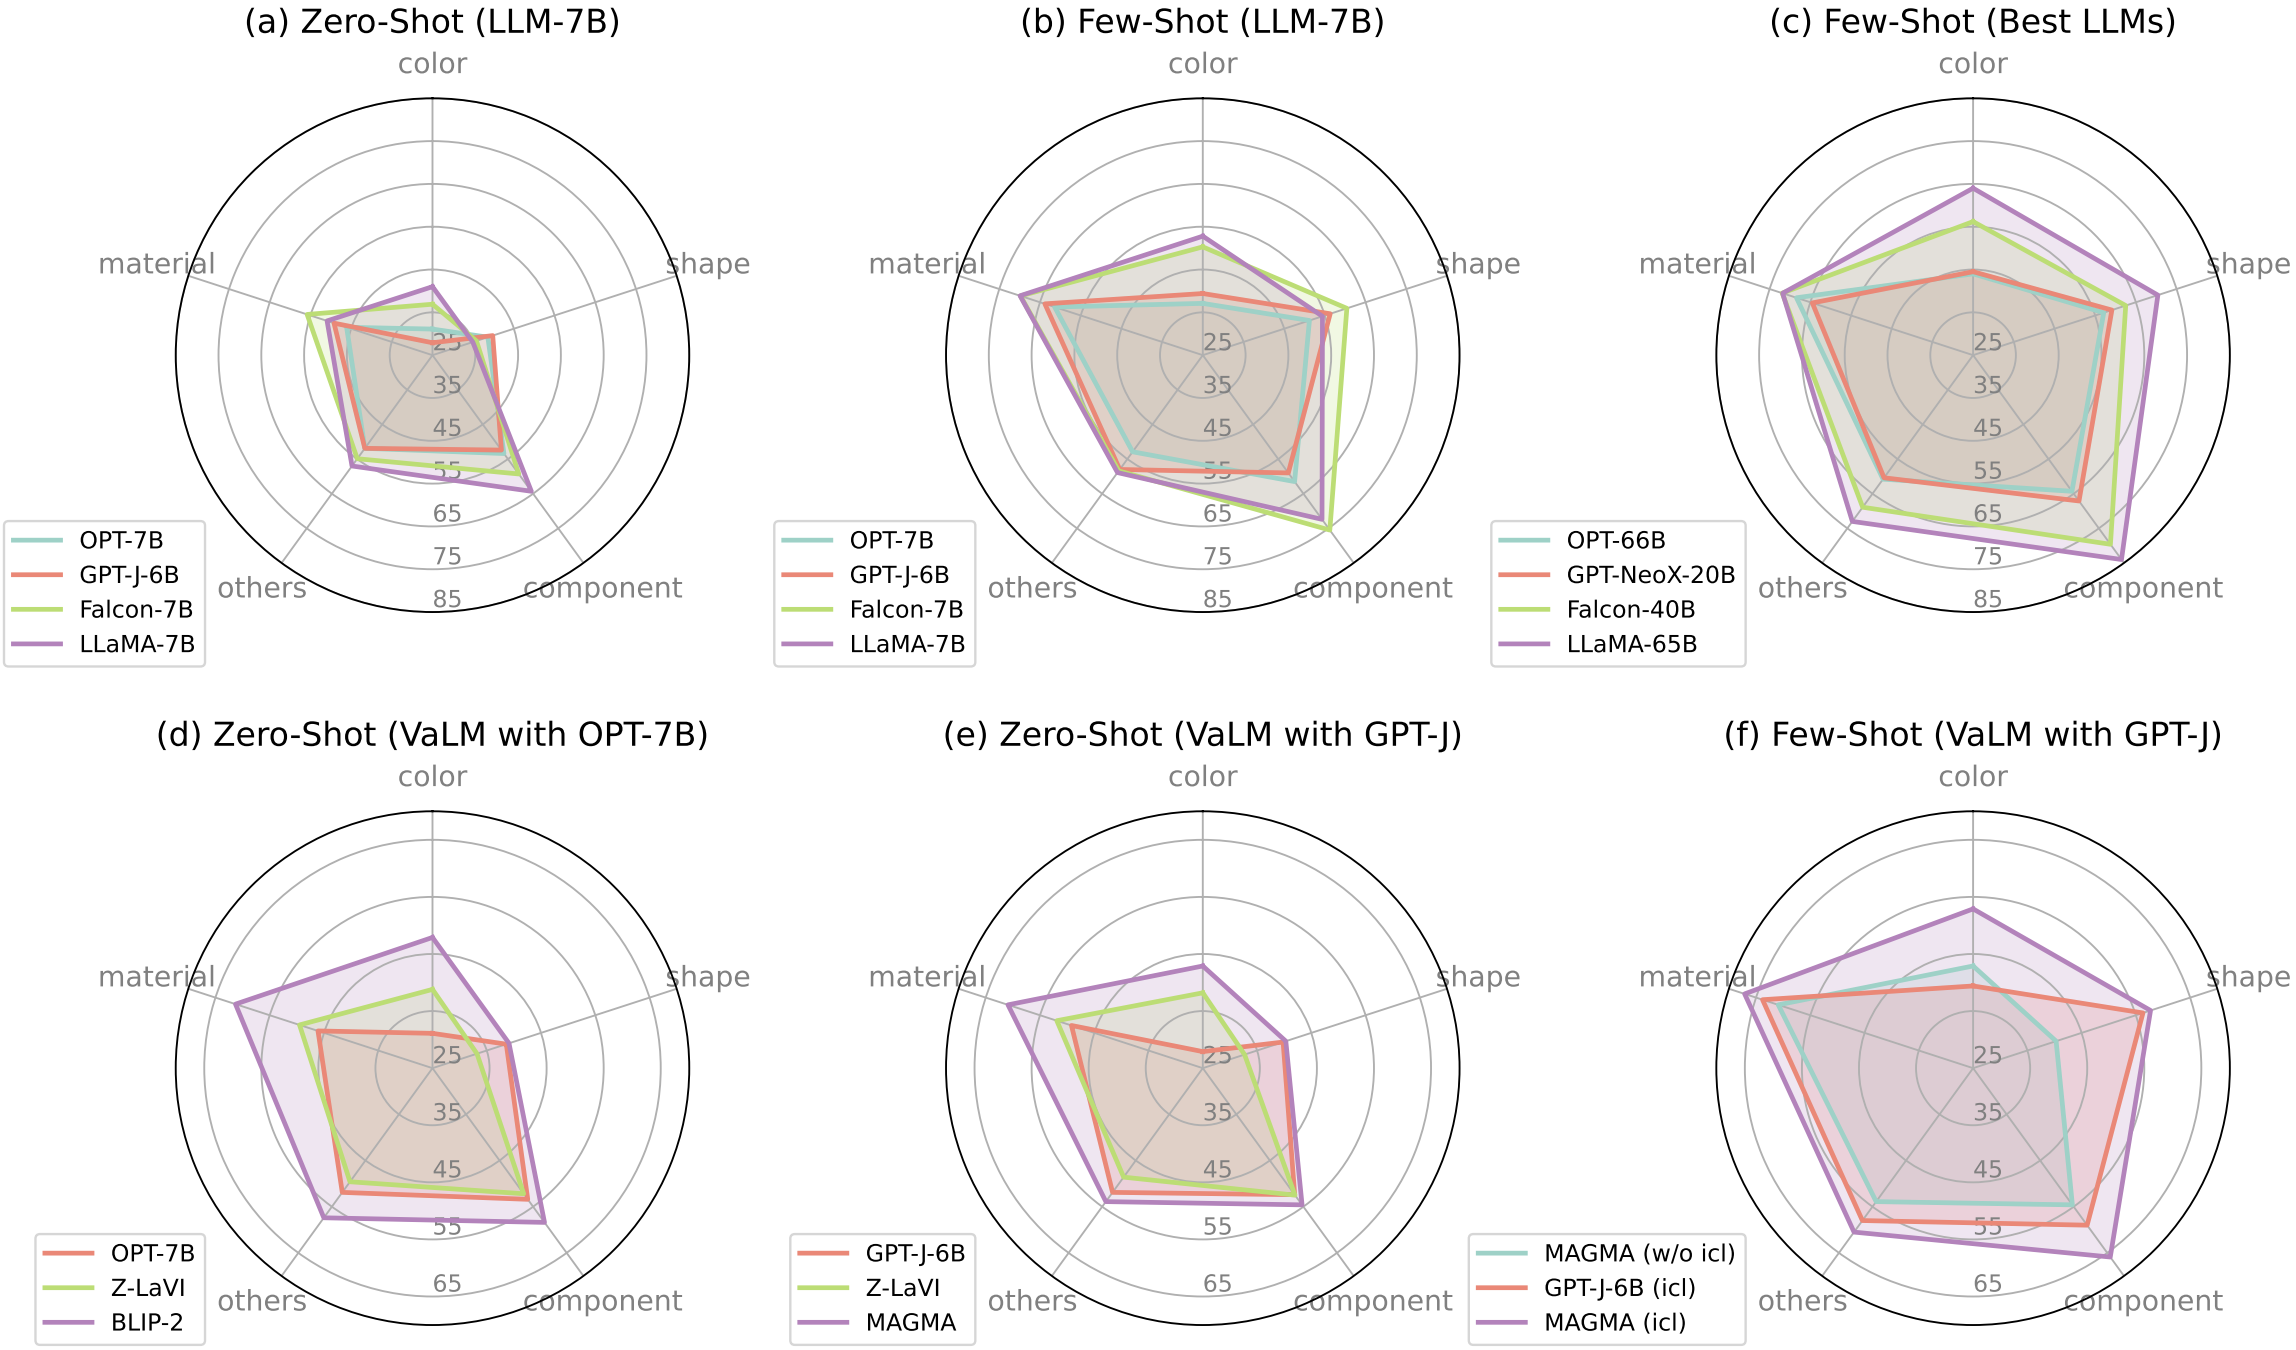 (a) Zero-Shot (LLM-7B)
color
shape
material
25
35
45
55
65
75
85
others
component
OPT-7B
GPT-J-6B
Falcon-7B
LLaMA-7B
(b) Few-Shot (LLM-7B)
color
shape
material
25
35
45
55
65
75
85
others
component
OPT-7B
GPT-J-6B
Falcon-7B
LLaMA-7B
(c) Few-Shot (Best LLMs)
color
shape
material
25
35
45
55
65
75
85
others
component
OPT-66B
GPT-NeoX-20B
Falcon-40B
LLaMA-65B
(d) Zero-Shot (VaLM with OPT-7B)
color
shape
material
25
35
45
55
65
others
component
OPT-7B
Z-LaVI
BLIP-2
(e) Zero-Shot (VaLM with GPT-J)
color
shape
material
25
35
45
55
65
others
component
GPT-J-6B
Z-LaVI
MAGMA
(f) Few-Shot (VaLM with GPT-J)
color
shape
material
25
35
45
55
65
others
component
MAGMA (w/o icl)
GPT-J-6B (icl)
MAGMA (icl)